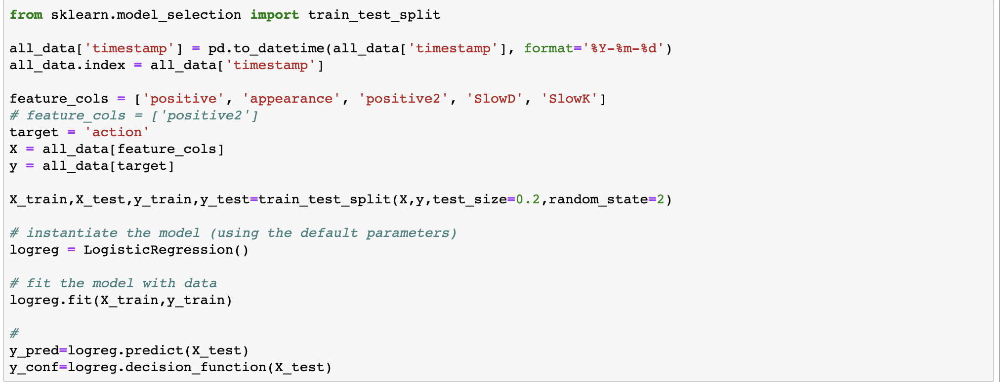 from sklearn.model_selection import train_test_split
all_data['timestamp'] = pd.to_datetime(all_data['timestamp'], format='%Y-%m-%d')
all_data.index = all_data['timestamp']
feature_cols = ['positive', 'appearance', 'positive2', 'SlowD', 'SlowK']
# feature_cols = ['positive2']
target = 'action'
X = all_data[feature_cols]
y = all_data[target]
X_train,X_test,y_train,y_test=train_test_split(X,y,test_size=0.2,random_state=2)
# instantiate the model (using the default parameters)
logreg = LogisticRegression()
# fit the model with data
logreg.fit(X_train,y_train)
#
y_pred=logreg.predict(X_test)
y_conf=logreg.decision_function(X_test)